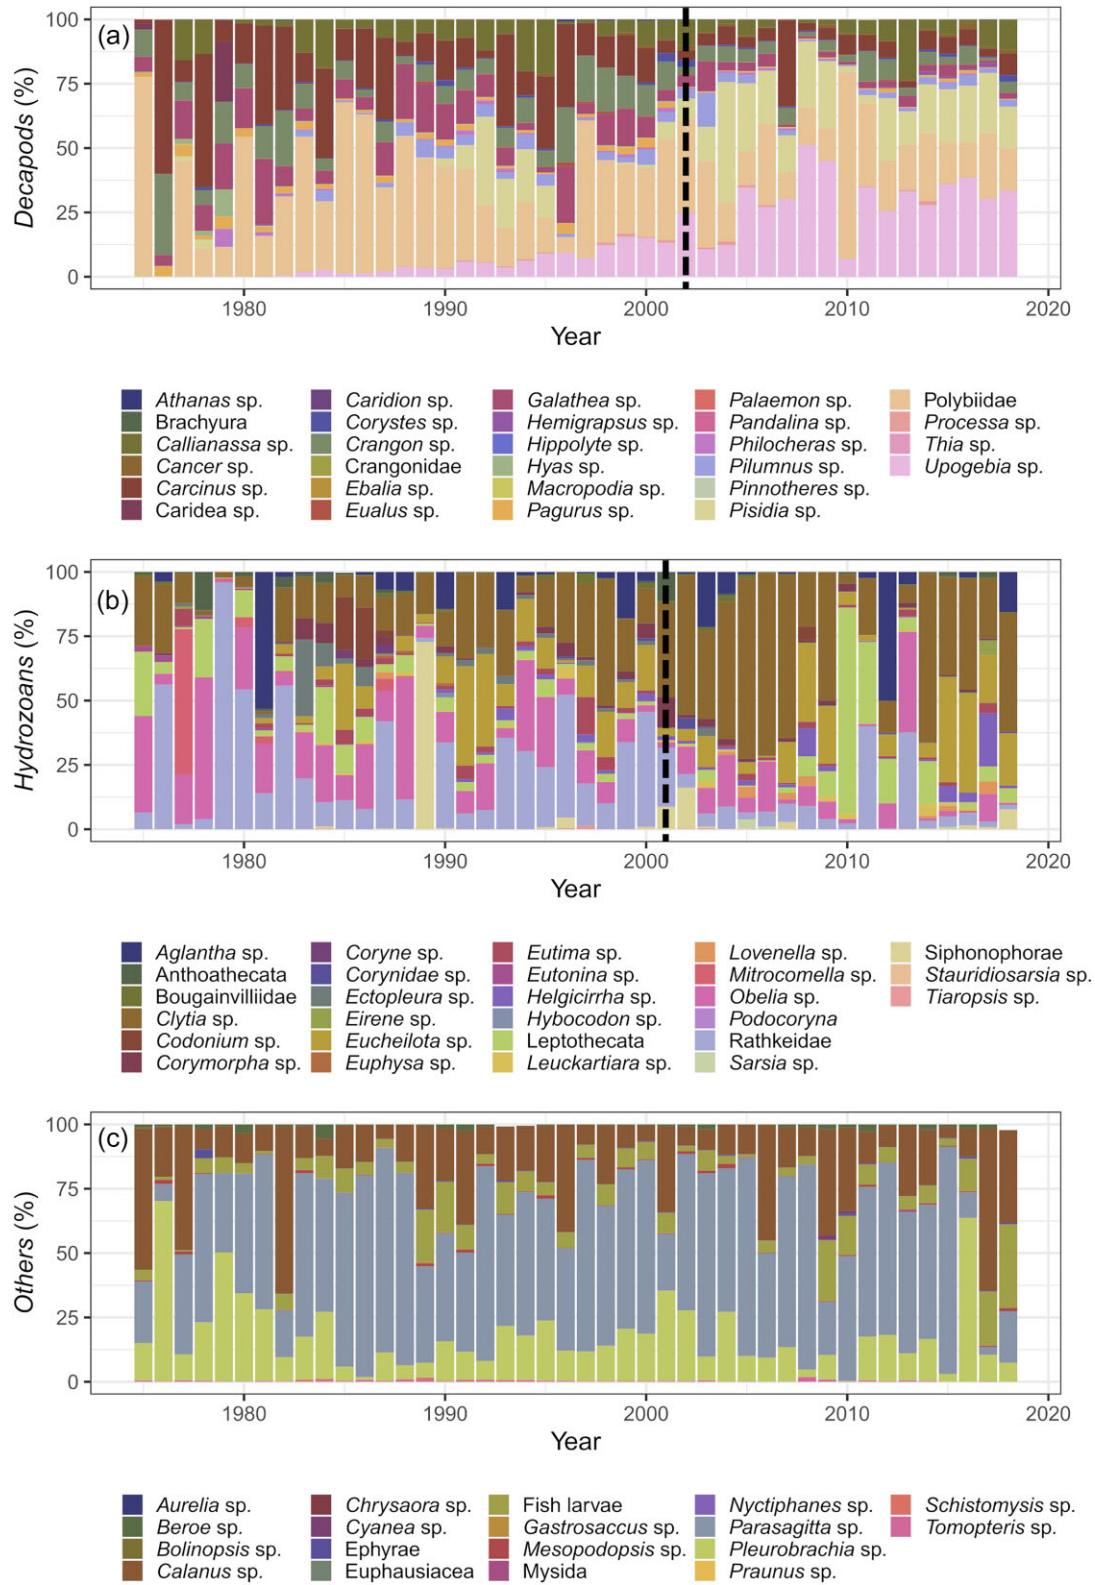 (a)
Decapods (%)
100
75
50
25
0
1980 1990 2000 2010 2020
Year
Athanas sp. Caridion sp. Galathea sp. Palaemon sp. Polybiidae
Brachyura Corystes sp. Hemigrapsus sp. Pandalina sp. Processa sp.
Callianassa sp. Crangon sp. Hippolyte sp. Philocheras sp. Thia sp.
Cancer sp. Crangonidae Hyas sp. Pilumnus sp. Upogebia sp.
Carcinus sp. Ebalia sp. Macropodia sp. Pinnotheres sp.
Caridea sp. Eualus sp. Pagurus sp. Pisidia sp.
(b)
Hydrozoans (%)
100
75
50
25
0
1980 1990 2000 2010 2020
Year
Aglantha sp. Coryne sp. Eutima sp. Lovenella sp. Siphonophorae
Anthoathecata Corynidae sp. Eutonina sp. Mitrocomella sp. Stauridiosarsia sp.
Bougainvilliidae Ectopleura sp. Helgicirrha sp. Obelia sp. Tiaropsis sp.
Clytia sp. Eirene sp. Hybocodon sp. Podocoryna
Codonium sp. Eucheilota sp. Leptothecata Rathkeidae
Corymorpha sp. Euphysa sp. Leuckartiara sp. Sarsia sp.
(c)
Others (%)
100
75
50
25
0
1980 1990 2000 2010 2020
Year
Aurelia sp. Chrysaora sp. Fish larvae Nyctiphanes sp. Schistomysis sp.
Beroe sp. Cyanea sp. Gastrosaccus sp. Parasagitta sp. Tomopteris sp.
Bolinopsis sp. Ephyrae Mesopodopsis sp. Pleurobrachia sp.
Calanus sp. Euphausiacea Mysida Praunus sp.